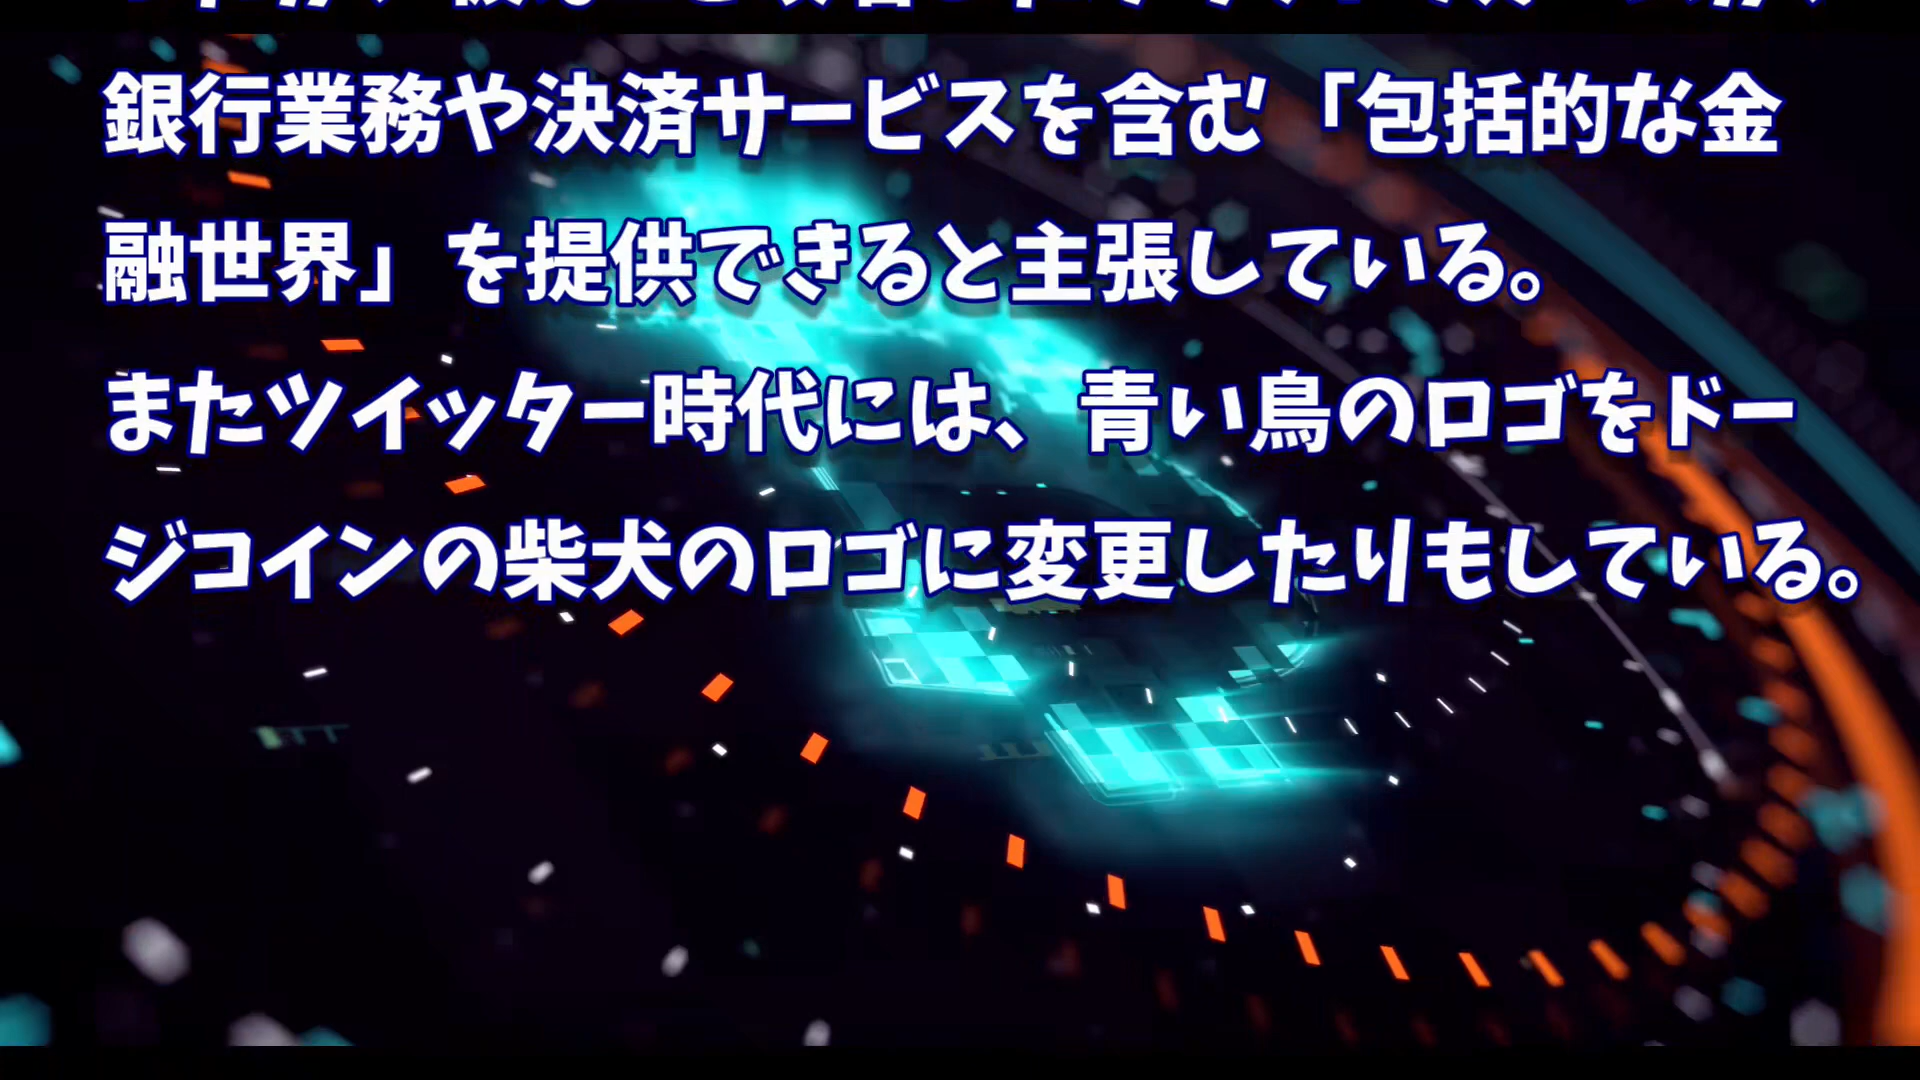 銀行業務や決済サービスを含む「包括的な金
融世界」を提供できると主張している。
またツイッター時代には、青い鳥のロゴをドー
ジコインの柴犬のロゴに変更したりもしている。